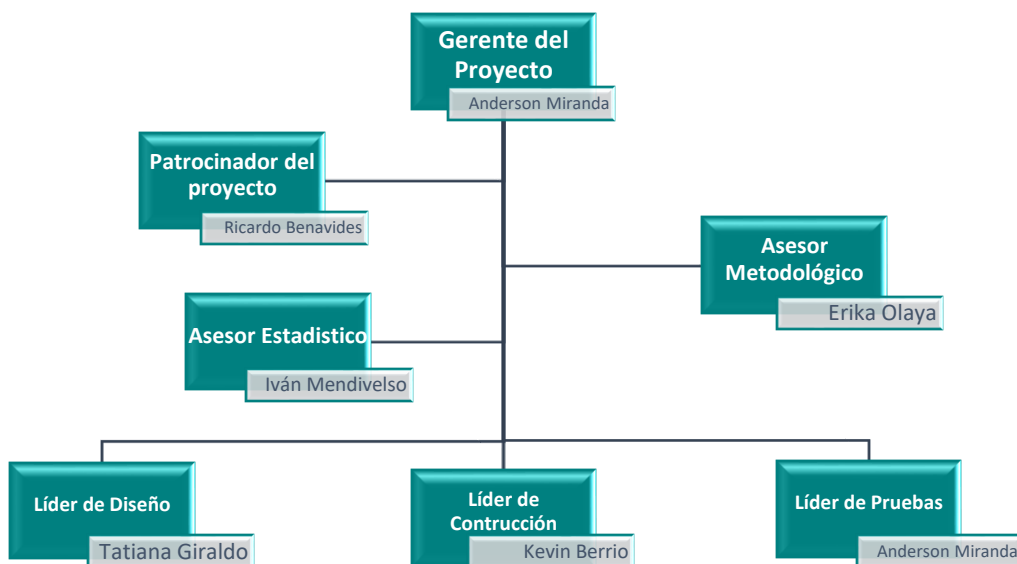 Gerente del
Proyecto
Anderson Miranda
Patrocinador del
proyecto
Ricardo Benavides
Asesor
Metodológico
Erika Olaya
Asesor Estadistico
Iván Mendivelso
Líder de Diseño
Tatiana Giraldo
Líder de
Contrucción
Kevin Berrio
Líder de Pruebas
Anderson Miranda